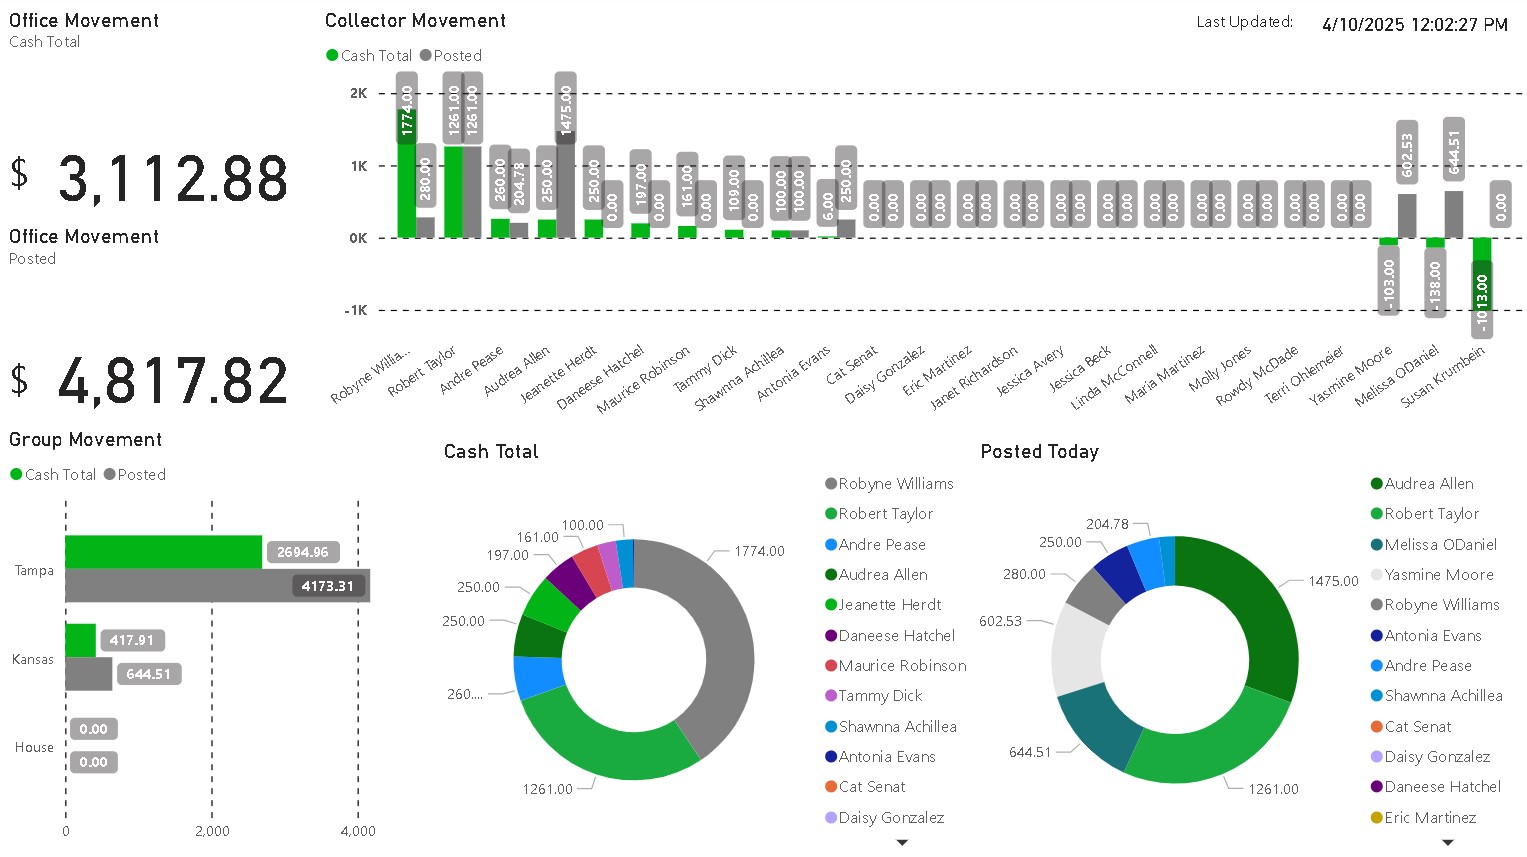 Office Movement
Cash Total
$ 3,112.88
Office Movement
Posted
$ 4,817.82
Collector Movement
Last Updated: 4/10/2025 12:02:27 PM
Cash Total Posted
2K
1K
0K
-1K
1774.00 280.00 1261.00 1261.00 260.00 204.78 250.00 1475.00 250.00 0.00 197.00 0.00 161.00 0.00 109.00 0.00 100.00 100.00 6.00 250.00 0.00 0.00 0.00 0.00 0.00 0.00 0.00 0.00 0.00 0.00 0.00 0.00 0.00 0.00 0.00 0.00 0.00 0.00 0.00 0.00 0.00 0.00 -103.00 602.53 -138.00 644.51 -1013.00 0.00
Robyne Willia...
Robert Taylor
Andre Pease
Audrea Allen
Jeanette Herdt
Daneese Hatchel
Maurice Robinson
Tammy Dick
Shawnna Achillea
Antonia Evans
Cat Senat
Daisy Gonzalez
Eric Martinez
Janet Richardson
Jessica Avery
Jessica Beck
Linda McConnell
Maria Martinez
Molly Jones
Rowdy McDade
Terri Ohlemeier
Yasmine Moore
Melissa ODaniel
Susan Krumbein
Group Movement
Cash Total Posted
Tampa
2694.96
4173.31
Kansas
417.91
644.51
House
0.00
0.00
0 2,000 4,000
Cash Total
1774.00
1261.00
260....
250.00
250.00
197.00
161.00
100.00
Robyne Williams
Robert Taylor
Andre Pease
Audrea Allen
Jeanette Herdt
Daneese Hatchel
Maurice Robinson
Tammy Dick
Shawnna Achillea
Antonia Evans
Cat Senat
Daisy Gonzalez
Posted Today
1475.00
1261.00
644.51
602.53
280.00
250.00
204.78
Audrea Allen
Robert Taylor
Melissa ODaniel
Yasmine Moore
Robyne Williams
Antonia Evans
Andre Pease
Shawnna Achillea
Cat Senat
Daisy Gonzalez
Daneese Hatchel
Eric Martinez